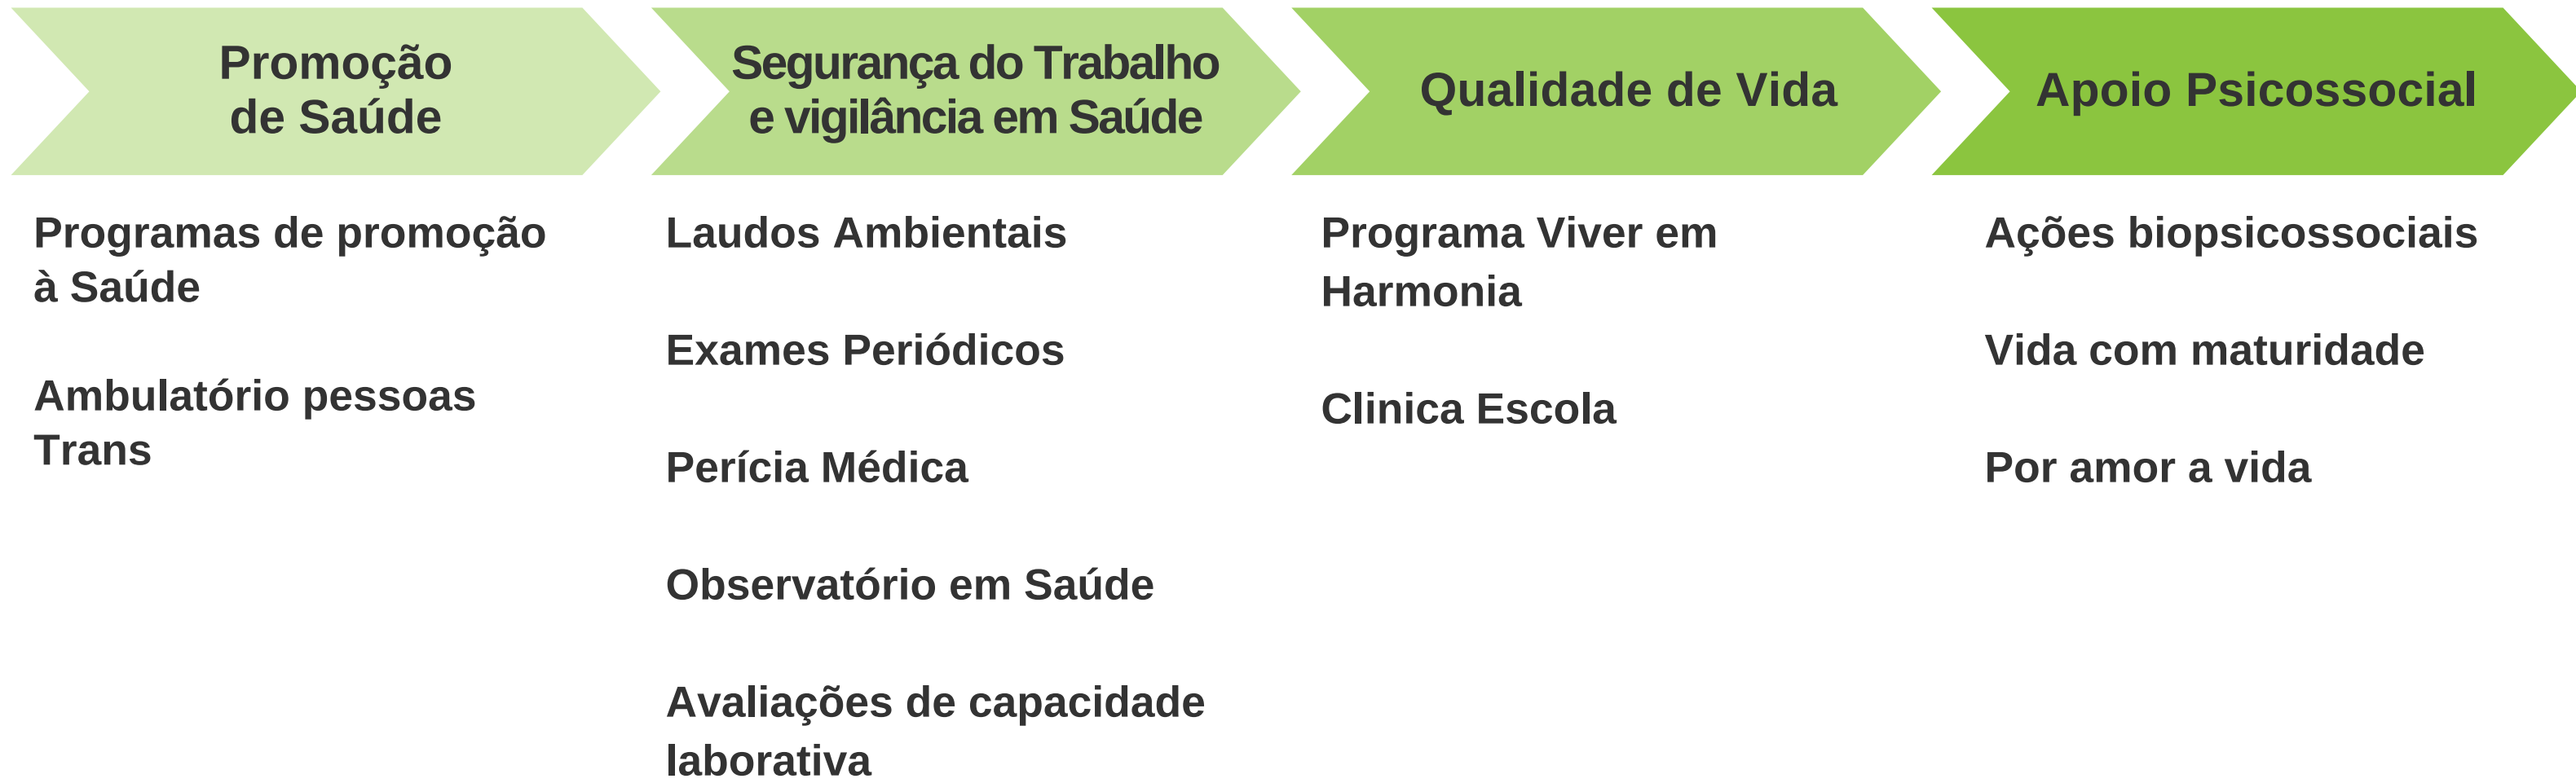 Promoção
de Saúde
Segurança do Trabalho
e vigilância em Saúde
Qualidade de Vida
Apoio Psicossocial
Programas de promoção
à Saúde
Ambulatório pessoas
Trans
Laudos Ambientais
Exames Periódicos
Perícia Médica
Observatório em Saúde
Avaliações de capacidade
laborativa
Programa Viver em
Harmonia
Clinica Escola
Ações biopsicossociais
Vida com maturidade
Por amor a vida